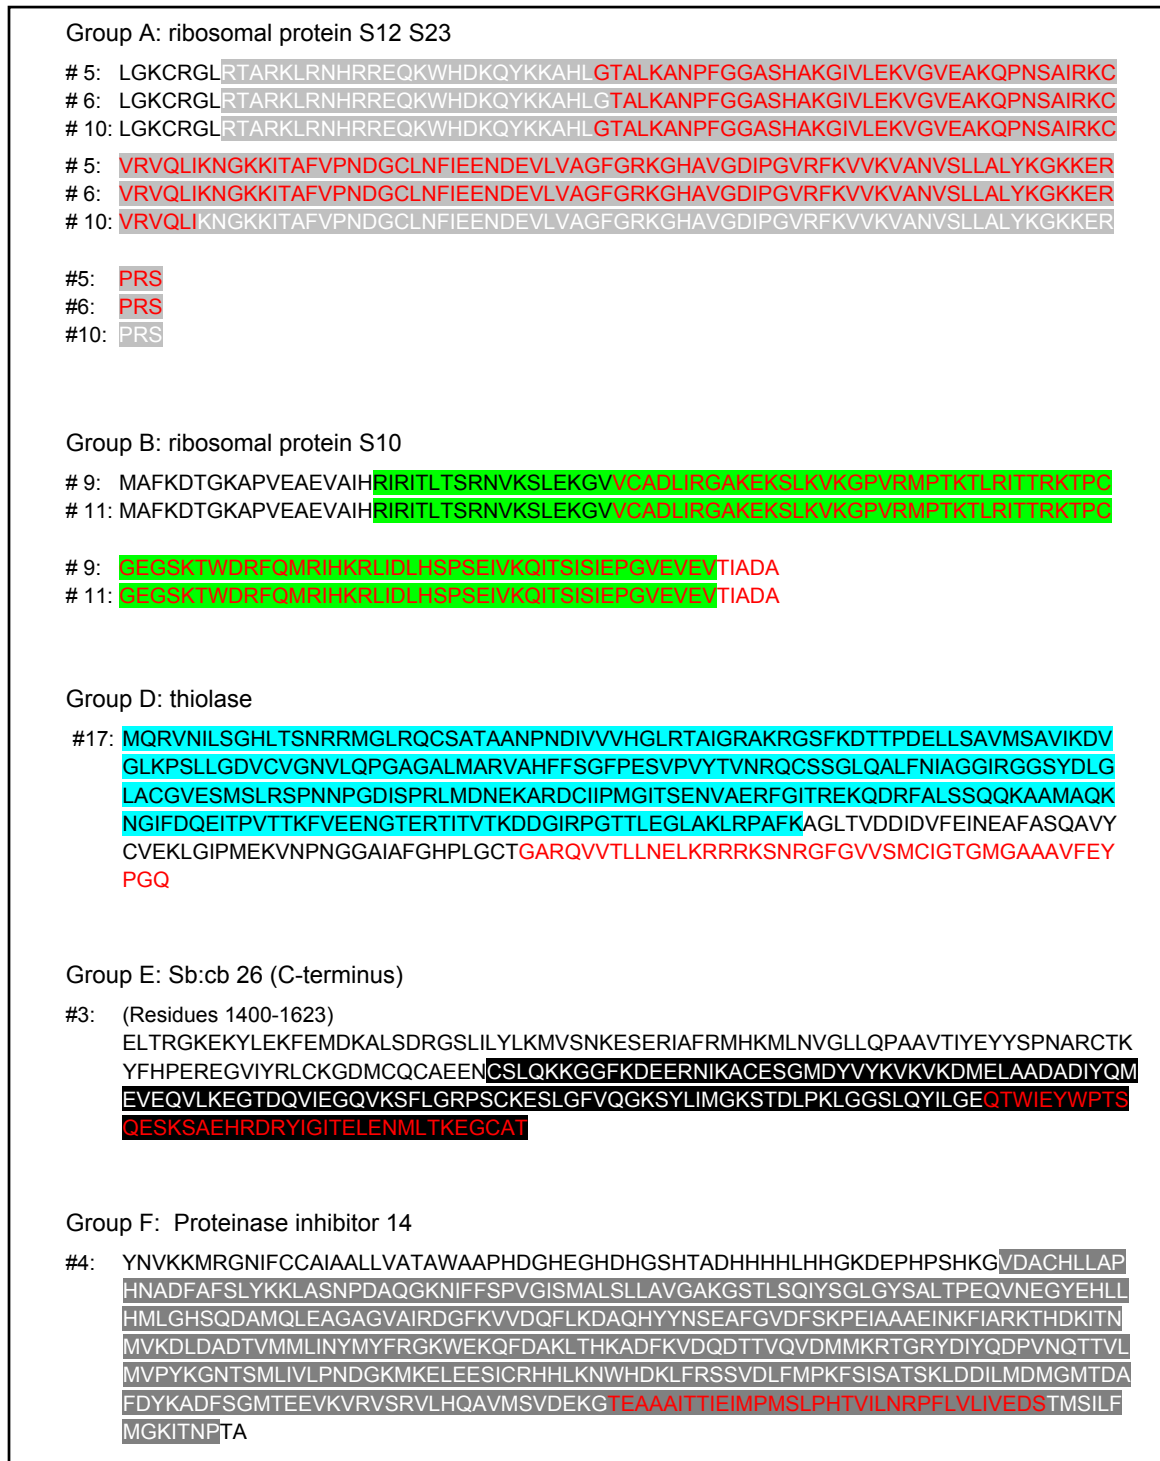 Group A: ribosomal protein S12 S23
# 5: LGKCRGLRTARKLRNHRREQKWHDKQYKKAHLGTALKANPFGGASHAKGIVLEKVGVEAKQPNSAIRKC
# 6: LGKCRGLRTARKLRNHRREQKWHDKQYKKAHLGTALKANPFGGASHAKGIVLEKVGVEAKQPNSAIRKC
# 10: LGKCRGLRTARKLRNHRREQKWHDKQYKKAHLGTALKANPFGGASHAKGIVLEKVGVEAKQPNSAIRKC
# 5: VRVQLIKNGKKITAFVPNDGCLNFIEENDEVLVAGFGRKGHAVGDIPGVRFKVVKVANVSLLALYKGKKER
# 6: VRVQLIKNGKKITAFVPNDGCLNFIEENDEVLVAGFGRKGHAVGDIPGVRFKVVKVANVSLLALYKGKKER
# 10: VRVQLIKNGKKITAFVPNDGCLNFIEENDEVLVAGFGRKGHAVGDIPGVRFKVVKVANVSLLALYKGKKER
#5: PRS
#6: PRS
#10: PRS
Group B: ribosomal protein S10
# 9: MAFKDTGKAPVEAEVAIHRIRITLTSRNVKSLEKGVVCADLIRGAKEKSLKVKGPVRMPTKTLRITTRKTPC
# 11: MAFKDTGKAPVEAEVAIHRIRITLTSRNVKSLEKGVVCADLIRGAKEKSLKVKGPVRMPTKTLRITTRKTPC
# 9: GEGSKTWDRFQMRIHKRLIDLHSPSEIVKQITSISIEPGVEVEVTIADA
# 11: GEGSKTWDRFQMRIHKRLIDLHSPSEIVKQITSISIEPGVEVEVTIADA
Group D: thiolase
#17: MQRVNILSGHLTSNRRMGLRQCSATAANPNDIVVVHGLRTAIGRAKRGSFKDTTPDELLSAVMSAVIKDV
GLKPSLLGDVCVGNVLQPGAGALMARVAHFFSGFPESVPVYTVNRQCSSGLQALFNIAGGIRGGSYDLG
LACGVESMSLRSPNNPGDISPRLMDNEKARDCIIPMGITSENVAERFGITREKQDRFALSSQQKAAMAQK
NGIFDQEITPVTTKFVEENGTERTITVTKDDGIRPGTTLEGLAKLRPAFKAGLTVDDIDVFEINEAFASQAVY
CVEKLGIPMEKVNPNGGAIAFGHPLGCTGARQVVTLLNELKRRRKSNRGFGVVSMCIGTGMGAAAVFEY
PGQ
Group E: Sb:cb 26 (C-terminus)
#3: (Residues 1400-1623)
ELTRGKEKYLEKFEMDKALSDRGSLILYLKMVSNKESERIAFRMHKMLNVGLLQPAAVTIYEYYSPNARCTK
YFHPEREGVIYRLCKGDMCQCAEENCSLQKKGGFKDEERNIKACESGMDYVYKVKVKDMELAADADIYQM
EVEQVLKEGTDQVIEGQVKSFLGRPSCKESLGFVQGKSYLIMGKSTDLPKLGGSLQYILGEQTWIEYWPTS
QESKSAEHRDRYIGITELENMLTKEGCAT
Group F: Proteinase inhibitor 14
#4: YNVKKMRGNIFCCAIAALLVATAWAAPHDGHEGHDHGSHTADHHHHLHHGKDEPHPSHKGVDACHLLAP
HNADFAFSLYKKLASNPDAQGKNIFFSPVGISMALSLLAVGAKGSTLSQIYSGLGYSALTPEQVNEGYEHLL
HMLGHSQDAMQLEAGAGVAIRDGFKVVDQFLKDAQHYYNSEAFGVDFSKPEIAAAEINKFIARKTHDKITN
MVKDLDADTVMMLINYMYFRGKWEKQFDAKLTHKADFKVDQDTTVQVDMMKRTGRYDIYQDPVNQTTVL
MVPYKGNTSMLIVLPNDGKMKELEESICRHHLKNWHDKLFRSSVDLFMPKFSISATSKLDDILMDMGMTDA
FDYKADFSGMTEEVKVRVSRVLHQAVMSVDEKGTEAAAITTIEIMPMSLPHTVILNRPFLVLIVEDSTMSILF
MGKITNPTA